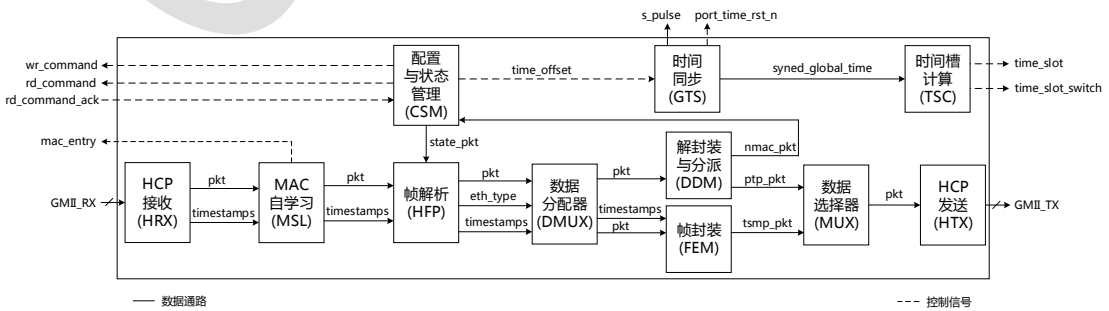 s_pulse
port_time_rst_n
wr_command
rd_command
rd_command_ack
配置
与状态
管理
(CSM)
time_offset
时间
同步
(GTS)
syned_global_time
时间槽
计算
(TSC)
time_slot
time_slot_switch
mac_entry
state_pkt
nmac_pkt
GMII_RX
HCP
接收
(HRX)
pkt
timestamps
MAC
自学习
(MSL)
pkt
timestamps
帧解析
(HFP)
pkt
eth_type
timestamps
数据
分配器
(DMUX)
pkt
timestamps
pkt
解封装
与分派
(DDM)
ptp_pkt
帧封装
(FEM)
tsmp_pkt
数据
选择器
(MUX)
pkt
HCP
发送
(HTX)
GMII_TX
数据通路
控制信号